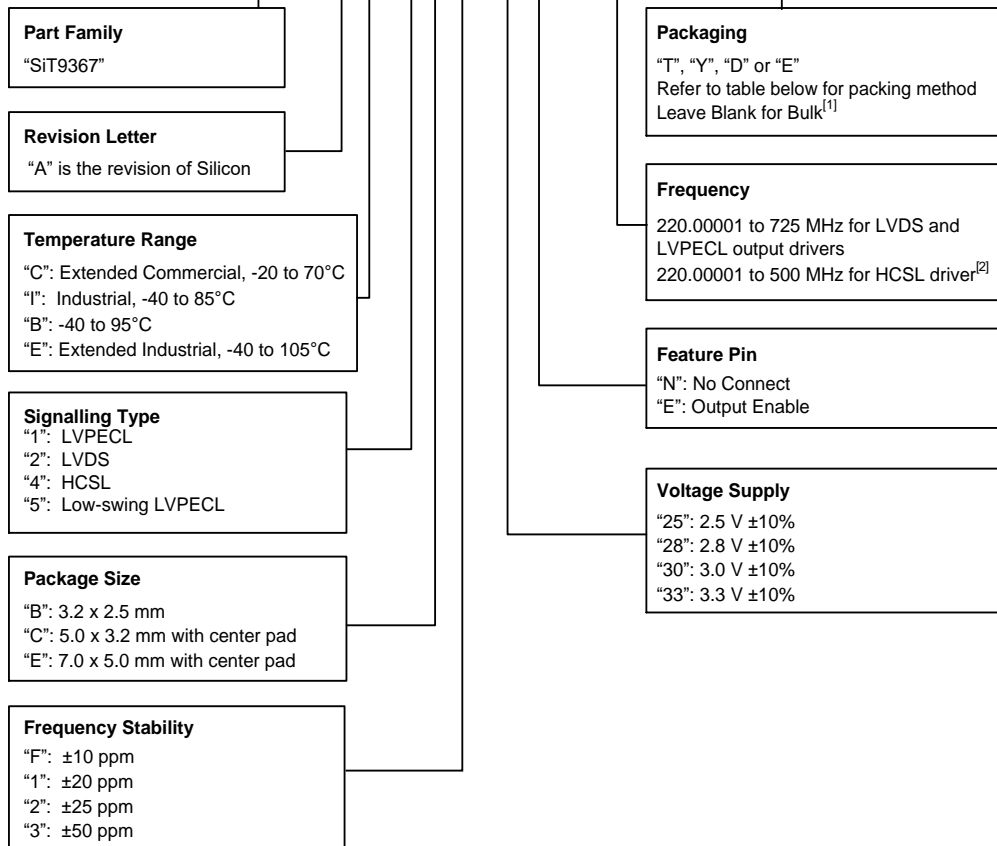 Part Family
“SiT9367”
Revision Letter
“A” is the revision of Silicon
Temperature Range
“C”: Extended Commercial, -20 to 70°C
“I”: Industrial, -40 to 85°C
“B”: -40 to 95°C
“E”: Extended Industrial, -40 to 105°C
Signalling Type
“1”: LVPECL
“2”: LVDS
“4”: HCSL
“5”: Low-swing LVPECL
Package Size
“B”: 3.2 x 2.5 mm
“C”: 5.0 x 3.2 mm with center pad
“E”: 7.0 x 5.0 mm with center pad
Frequency Stability
“F”: ±10 ppm
“1”: ±20 ppm
“2”: ±25 ppm
“3”: ±50 ppm
Packaging
“T”, “Y”, “D” or “E”
Refer to table below for packing method
Leave Blank for Bulk[1]
Frequency
220.00001 to 725 MHz for LVDS and
LVPECL output drivers
220.00001 to 500 MHz for HCSL driver[2]
Feature Pin
“N”: No Connect
“E”: Output Enable
Voltage Supply
“25”: 2.5 V ±10%
“28”: 2.8 V ±10%
“30”: 3.0 V ±10%
“33”: 3.3 V ±10%